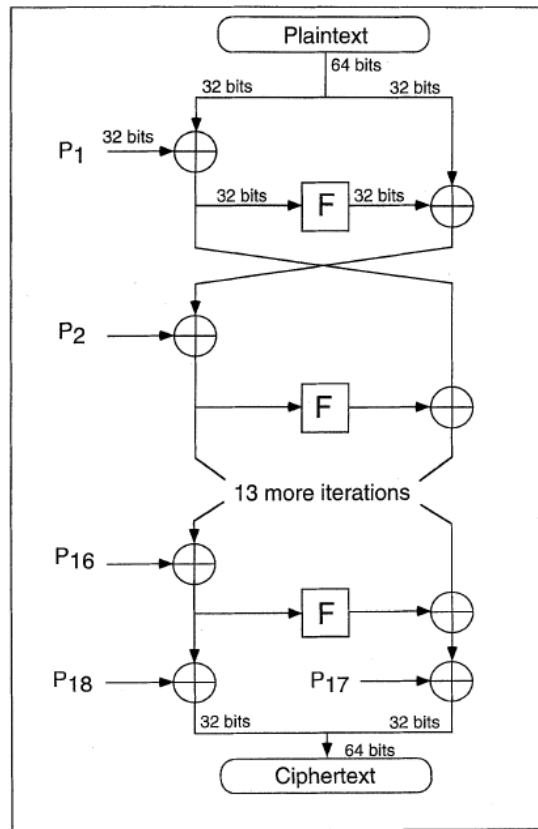 Plaintext
64 bits
32 bits 32 bits
P1 32 bits
32 bits F 32 bits
P2
F
13 more iterations
P16
F
P18 P17
32 bits 32 bits
64 bits
Ciphertext